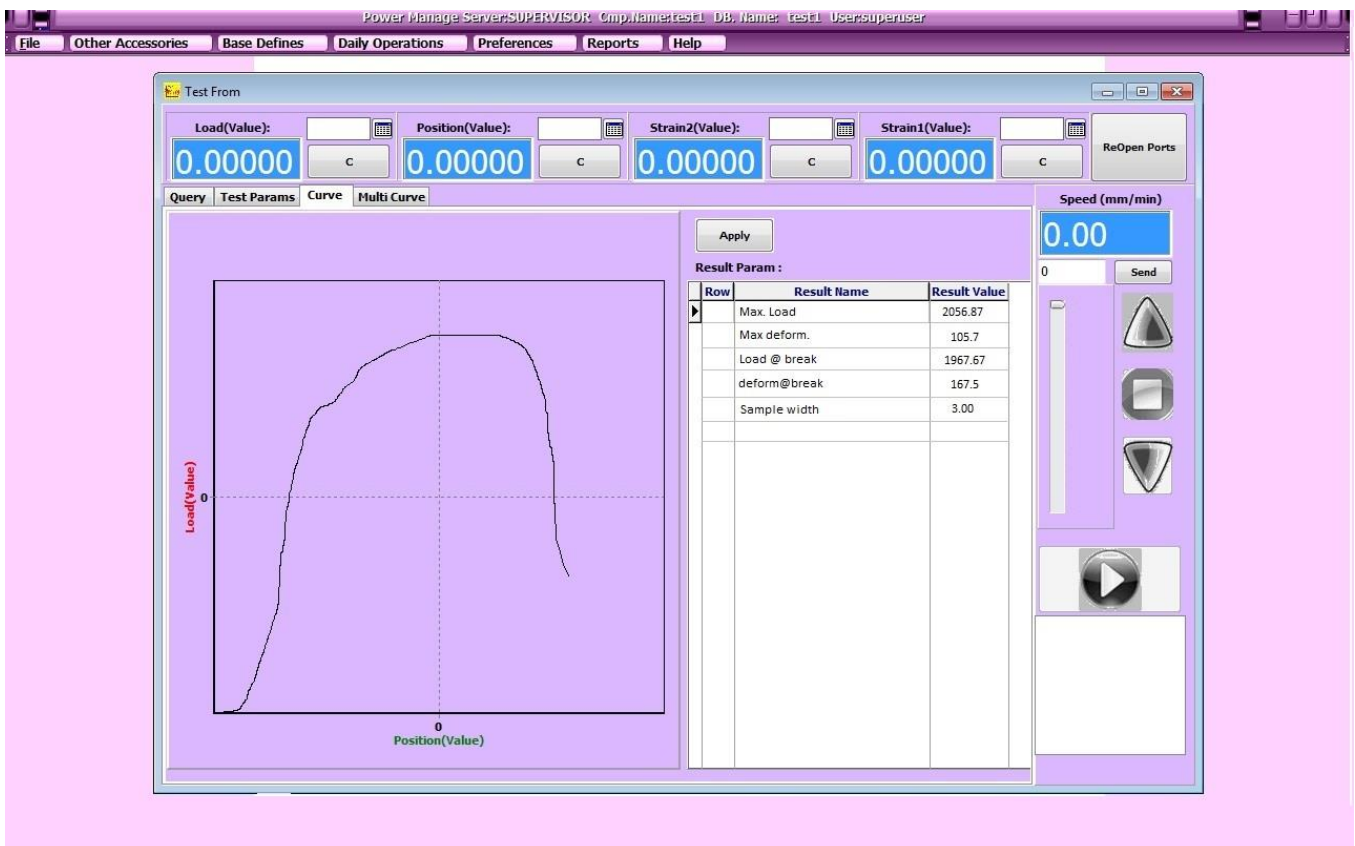 Power Manage Server:SUPERVISOR Cmp.Name:test1 DB. Name: test1 User:superuser
File Other Accessories Base Defines Daily Operations Preferences Reports Help
Test From
Load(Value): Position(Value): Strain2(Value): Strain1(Value):
0.00000 C 0.00000 C 0.00000 C 0.00000 C ReOpen Ports
Query Test Params Curve Multi Curve
Speed (mm/min)
0.00
0 Send
Apply
Result Param :
Row Result Name Result Value
Max. Load 2056.87
Max deform. 105.7
Load @ break 1967.67
deform@break 167.5
Sample width 3.00
Load(Value)
0
0
Position(Value)